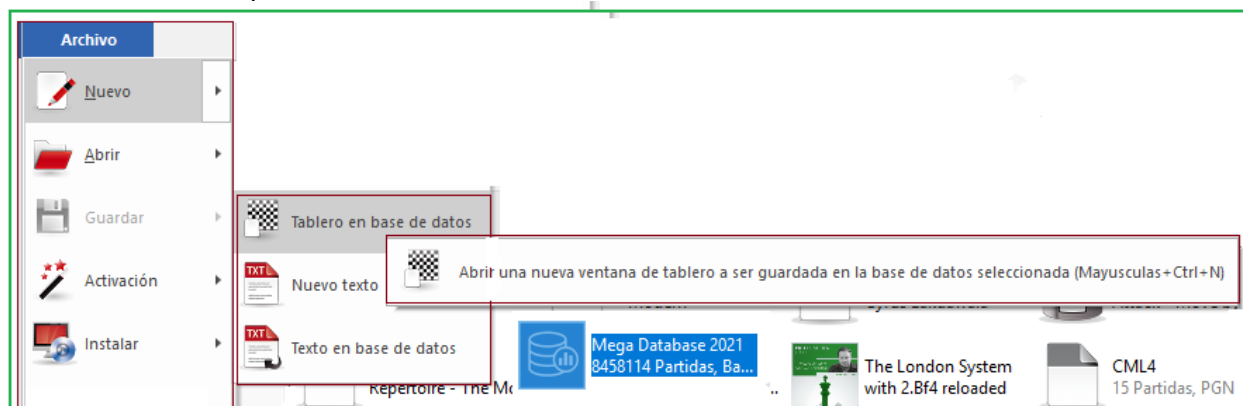 Archivo
Nuevo
Abrir
Guardar
Activación
Instalar
Tablero en base de datos
Nuevo texto
Texto en base de datos
TXT
TXT
Abrir una nueva ventana de tablero a ser guardada en la base de datos seleccionada (Mayusculas+Ctrl+N)
Mega Database 2021
8458114 Partidas, Ba...
Repertoire - The Mo
..
The London System
with 2.Bf4 reloaded
CML4
15 Partidas, PGN